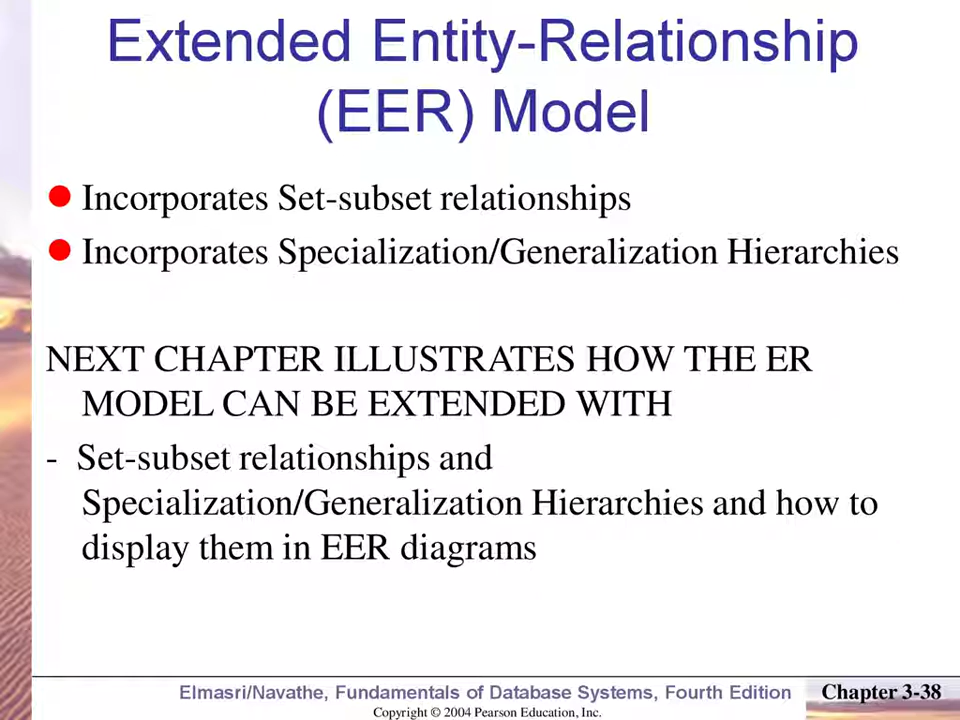 Extended Entity-Relationship
(EER) Model
Incorporates Set-subset relationships
Incorporates Specialization/Generalization Hierarchies
NEXT CHAPTER ILLUSTRATES HOW THE ER
MODEL CAN BE EXTENDED WITH
- Set-subset relationships and
Specialization/Generalization Hierarchies and how to
display them in EER diagrams
Elmasri/Navathe, Fundamentals of Database Systems, Fourth Edition
Chapter 3-38
Copyright © 2004 Pearson Education, Inc.